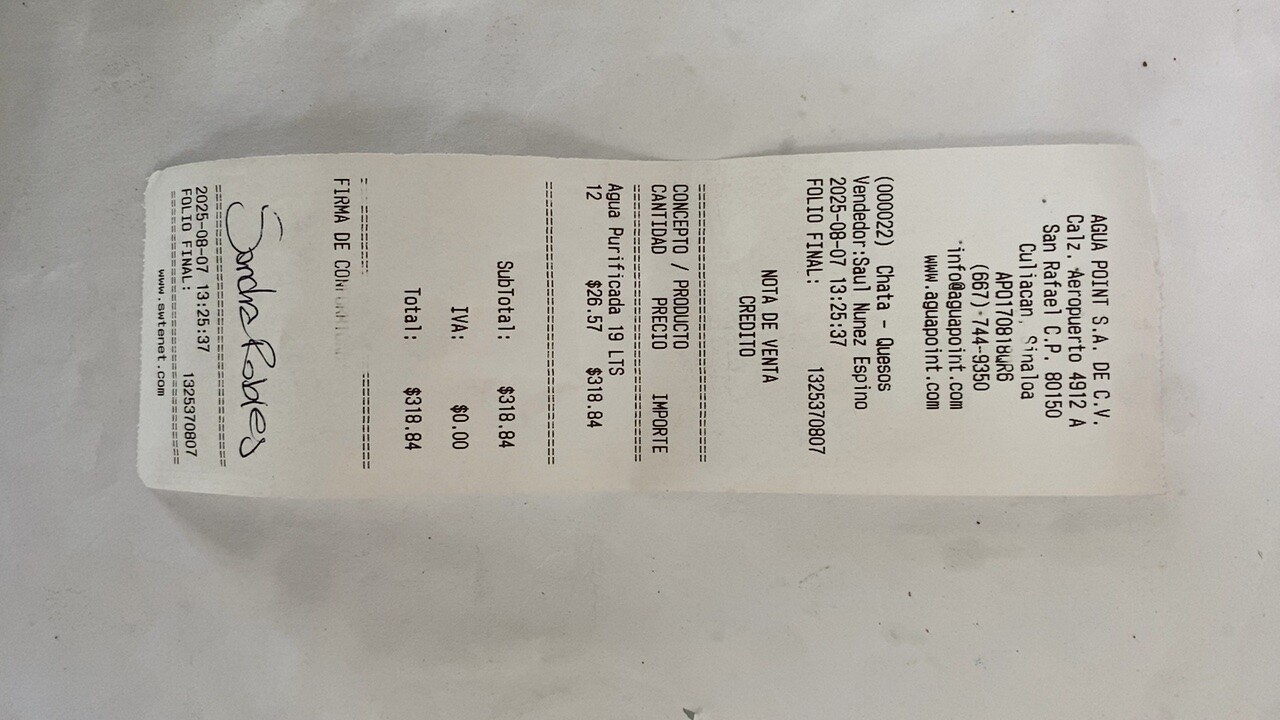 AGUA POINT S.A. DE C.V.
Calz. Aeropuerto 4912 A
San Rafael C.P. 80150
Culiacan, Sinaloa
(667) 744-9350
info@aguapoint.com
www.aguapoint.com
(0000022) Chata - Quesos
Vendedor:Saul Nunez Espino
2025-08-07 13:25:37
FOLIO FINAL: 1325370807
NOTA DE VENTA
CREDITO
==============================
CONCEPTO / PRODUCTO
CANTIDAD PRECIO IMPORTE
==============================
Agua Purificada 19 LTS
12 $26.57 $318.84
==============================
SubTotal: $318.84
IVA: $0.00
Total: $318.84
==============================
FIRMA DE
Sandra Robles
==============================
2025-08-07 13:25:37
FOLIO FINAL: 1325370807
==============================
www.swtenet.com